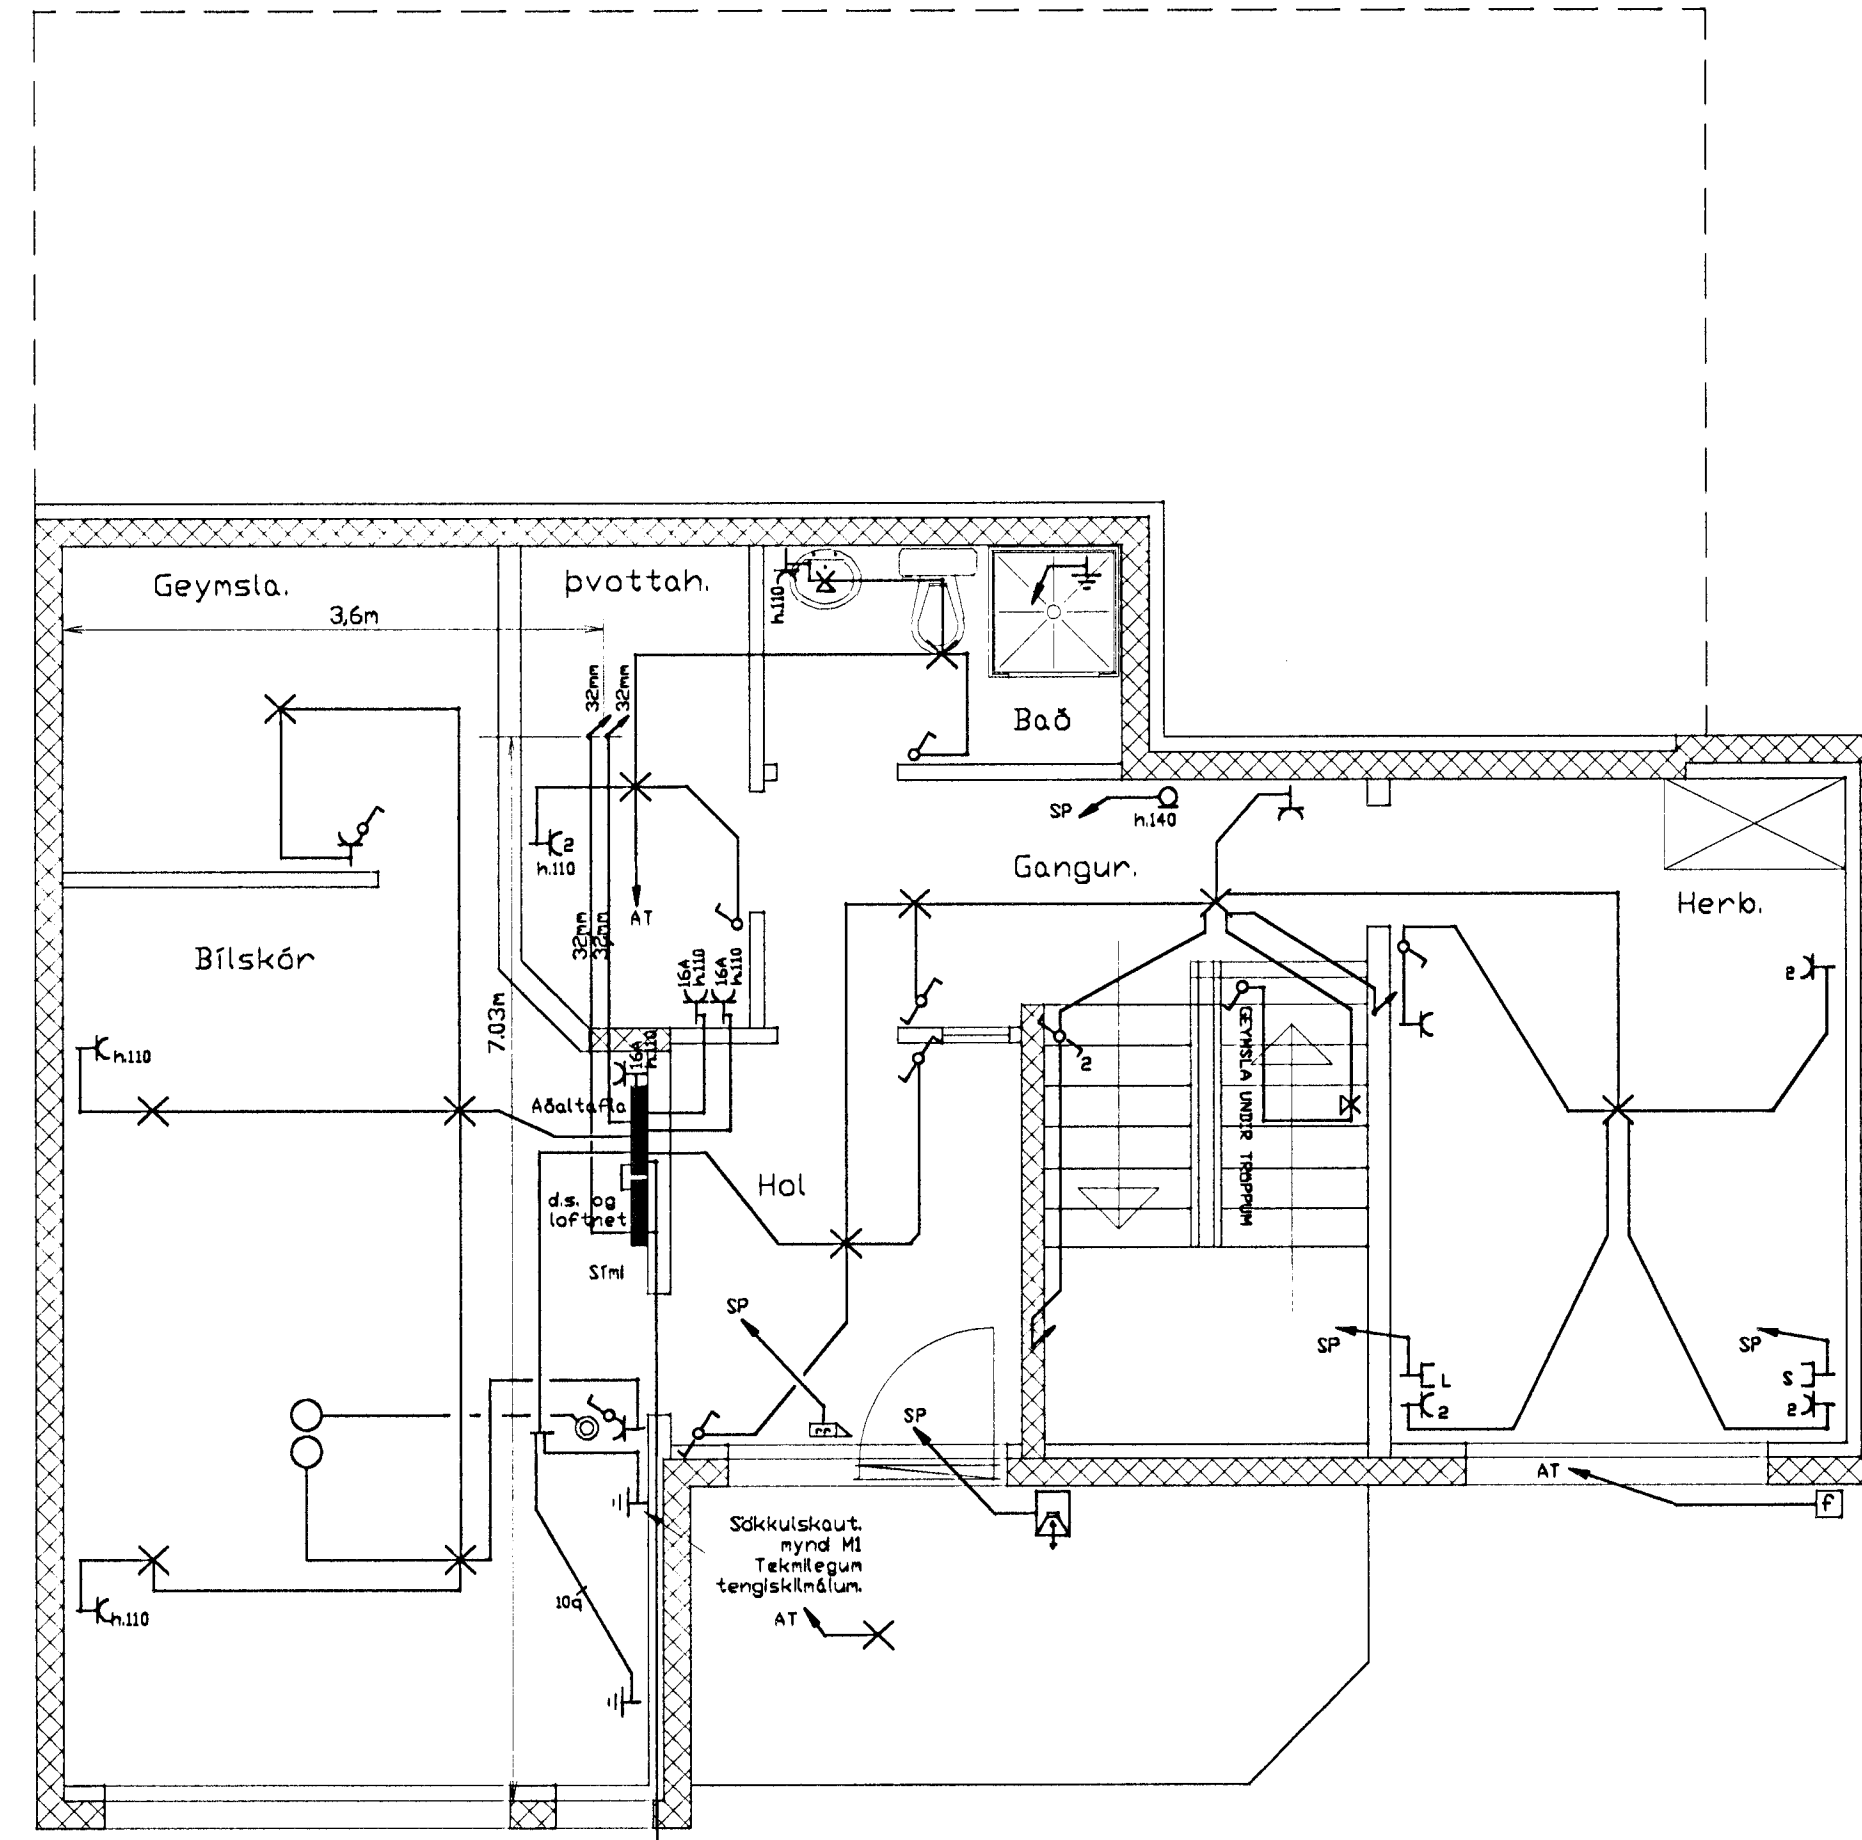 Geymsla.
þvottah.
3,6m
h.110
32mm
32mm
Bað
SP
h.140
2
h.110
Gangur.
Herb.
AT
32mm
32mm
Bílskúr
16A
h.110
16A
h.110
2
7.03m
h.110
16A
h.110
2
GEYMSLA UNDIR TRÖPPUM
Aðaltafla
Hol
d.s. og
loftnet
Sími
SP
SP
SP
L
S
2
2
SP
AT
f
Sökkulskaut.
mynd M1
Tækmilegum
tengiskilmálum.
10q
h.110
AT